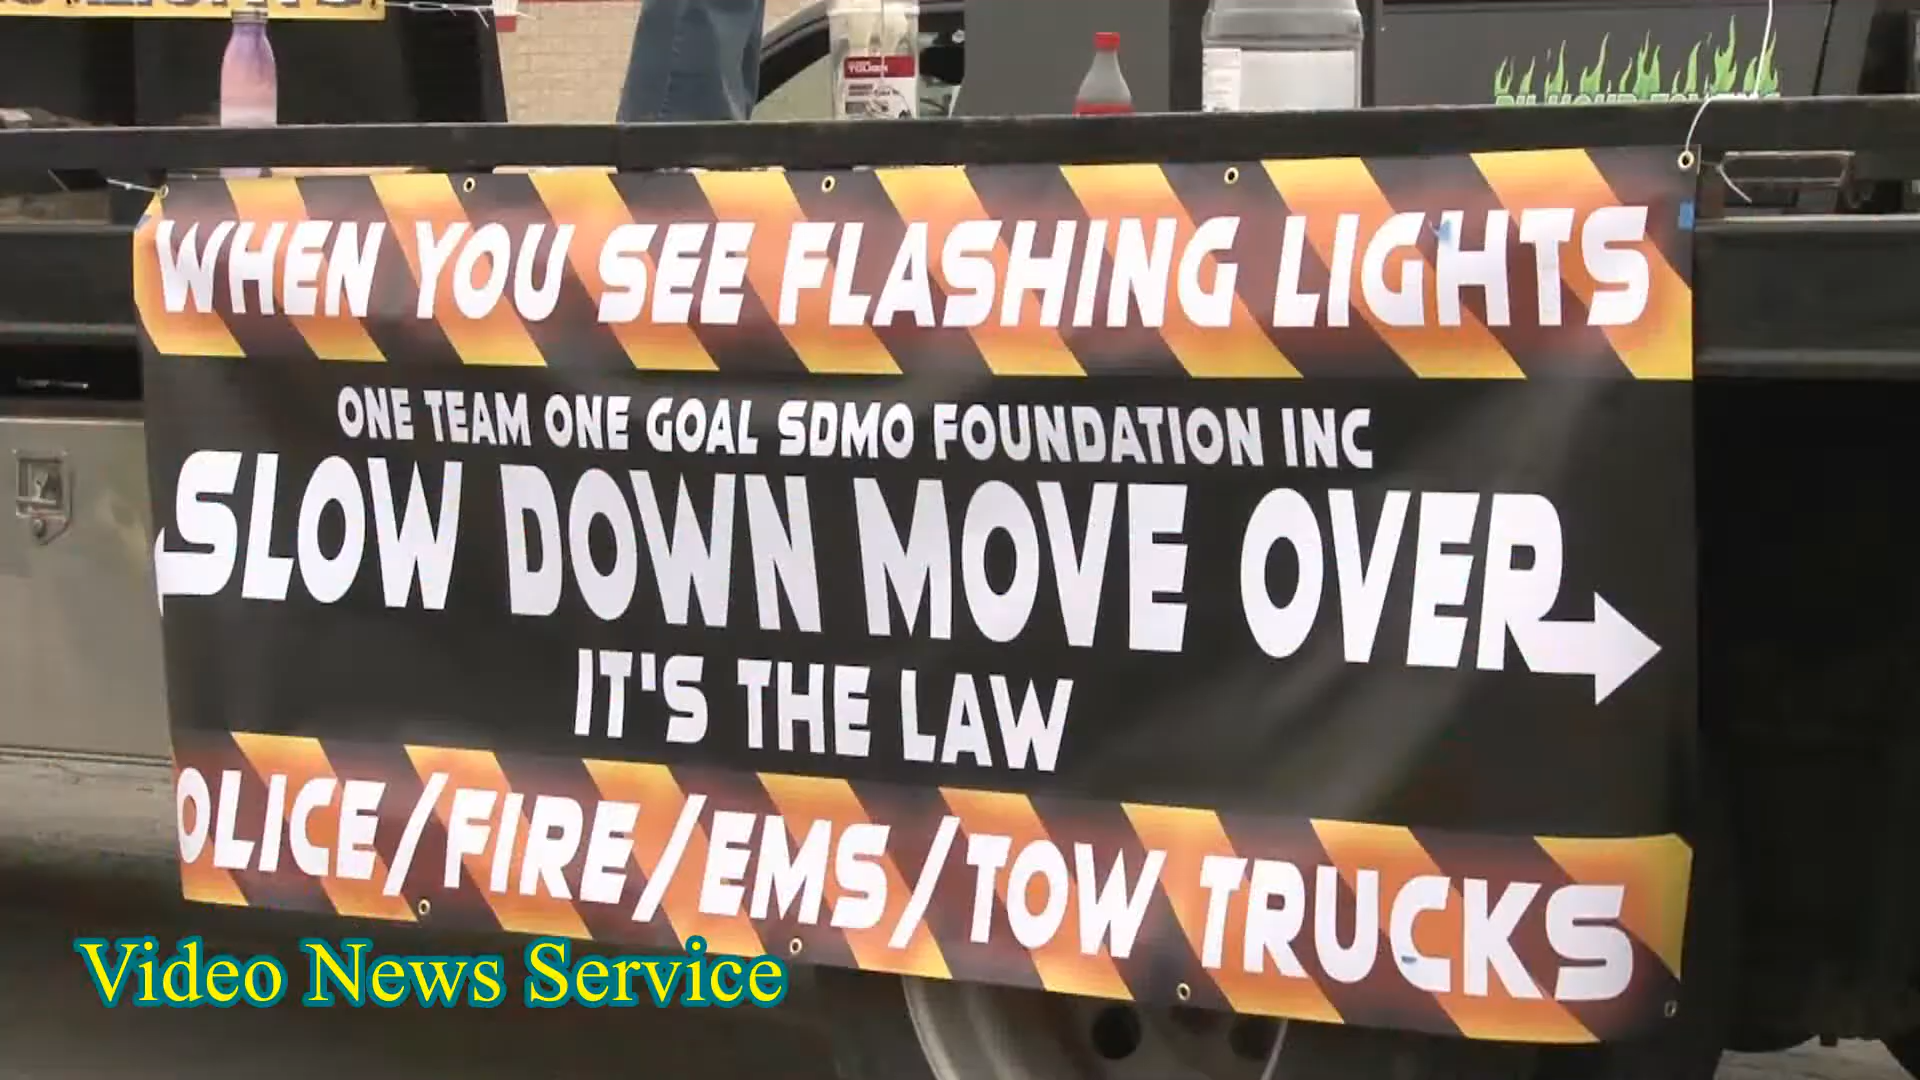 WHEN YOU SEE FLASHING LIGHTS
ONE TEAM ONE GOAL SDMO FOUNDATION INC
SLOW DOWN MOVE OVER
IT'S THE LAW
OLICE/FIRE/EMS/TOW TRUCKS
Video News Service